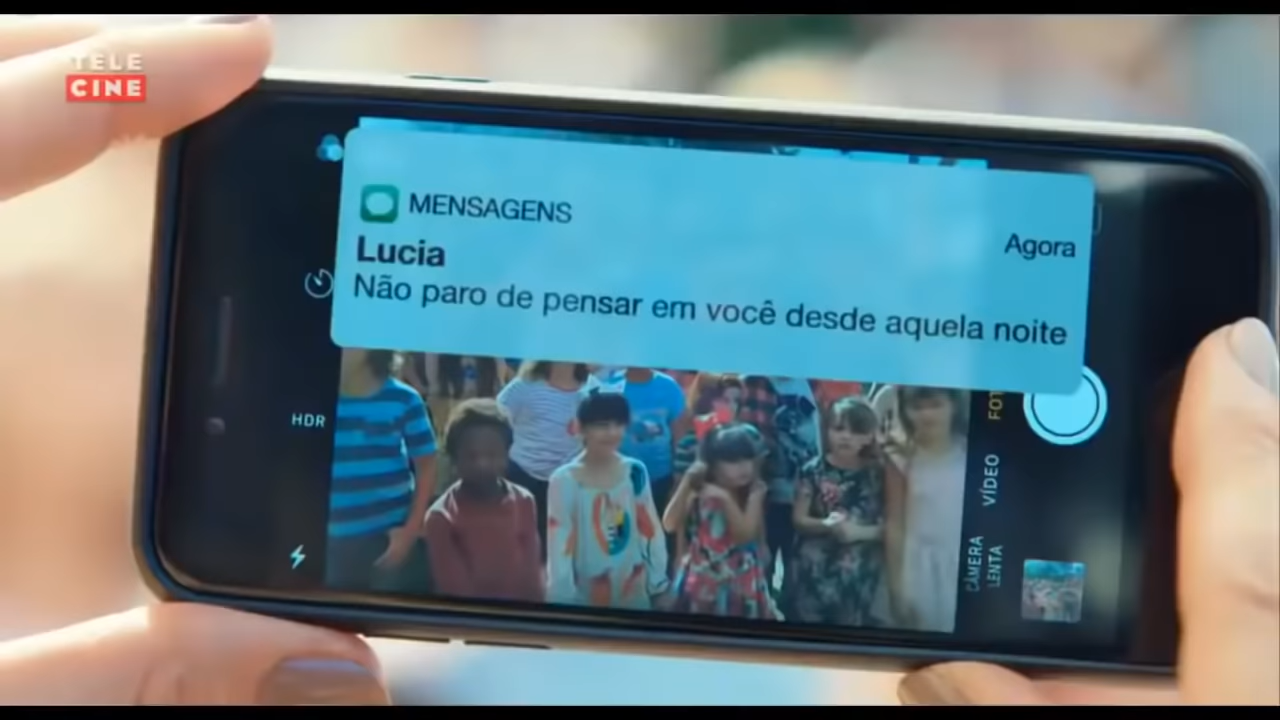 TELE
CINE
MENSAGENS
Agora
Lucia
Não paro de pensar em você desde aquela noite
HDR
VÍDEO
CÂMERA
LENTA